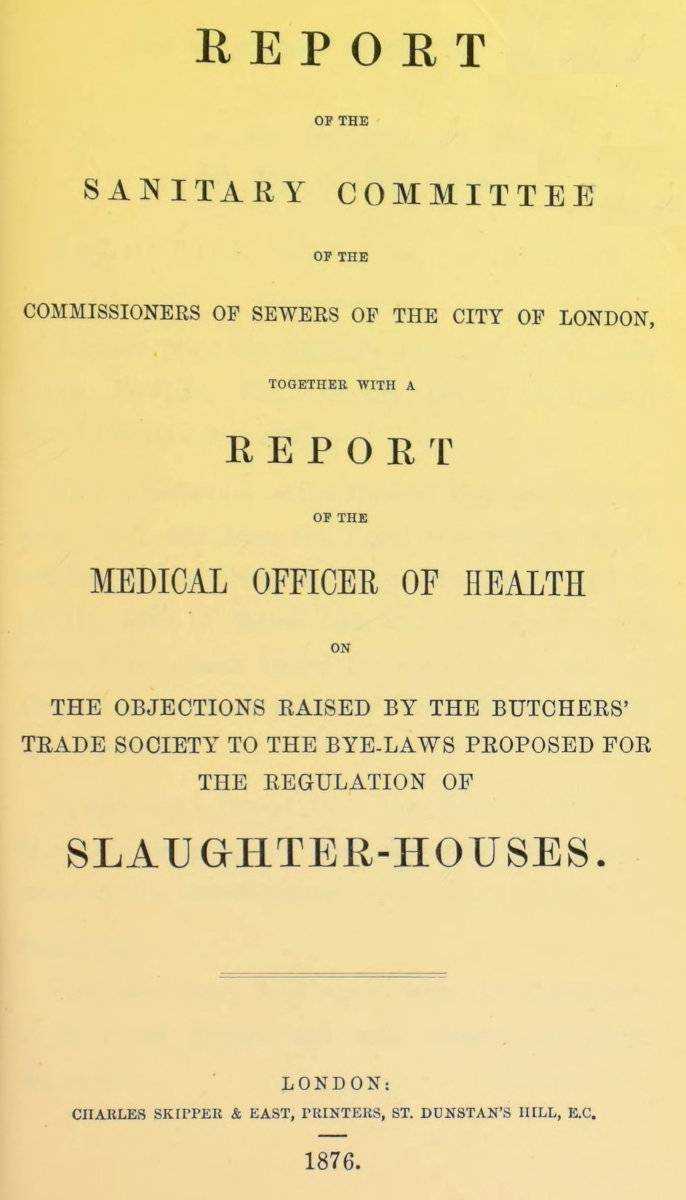 REPORT
OF THE
SANITARY COMMITTEE
OF THE
COMMISSIONERS OF SEWERS OF THE CITY OF LONDON,
TOGETHER WITH A
REPORT
OF THE
MEDICAL OFFICER OF HEALTH
ON
THE OBJECTIONS RAISED BY THE BUTCHERS'
TRADE SOCIETY TO THE BYE-LAWS PROPOSED FOR
THE REGULATION OF
SLAUGHTER-HOUSES.
LONDON:
CHARLES SKIPPER & EAST, PRINTERS, ST. DUNSTAN'S HILL, E.C.
1876.